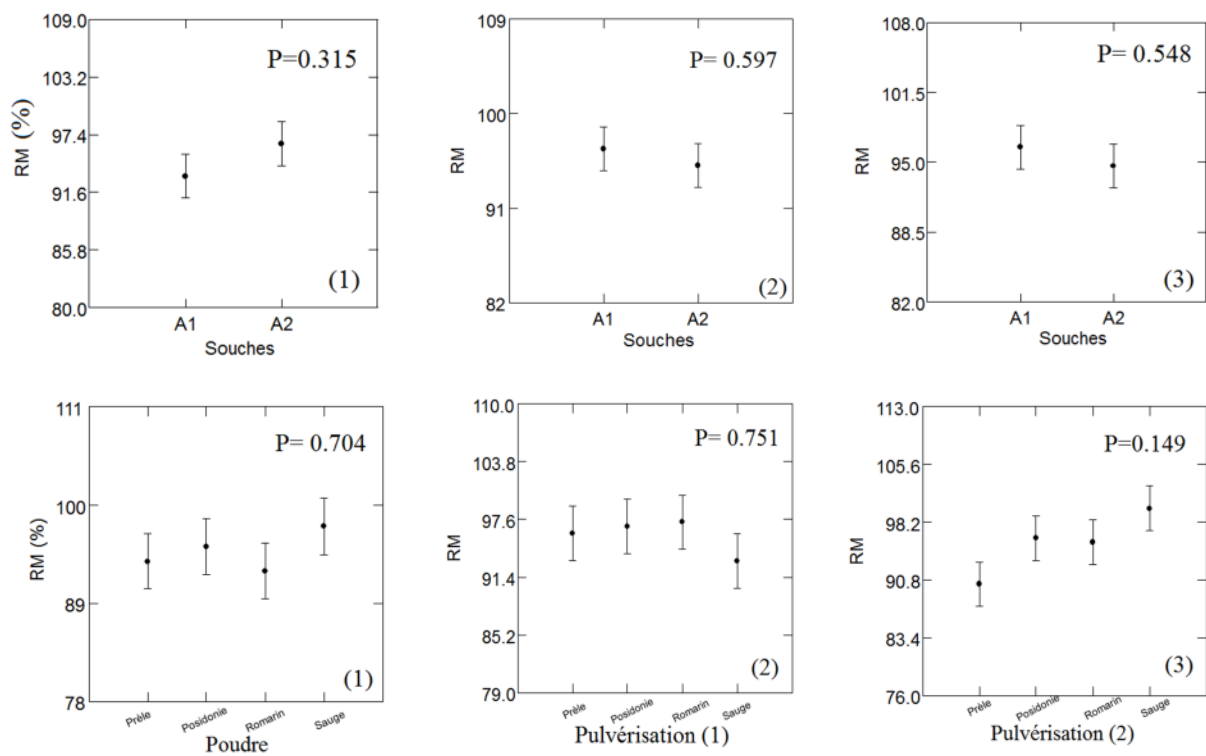 109.0
103.2
97.4
91.6
85.8
80.0
RM (%)
P=0.315
(1)
A1 A2
Souches
109
100
91
82
RM
P= 0.597
(2)
A1 A2
Souches
108.0
101.5
95.0
88.5
82.0
RM
P= 0.548
(3)
A1 A2
Souches
111
100
89
78
RM (%)
P= 0.704
(1)
Prèle Posidonie Romarin Sauge
Poudre
110.0
103.8
97.6
91.4
85.2
79.0
RM
P= 0.751
(2)
Prèle Posidonie Romarin Sauge
Pulvérisation (1)
113.0
105.6
98.2
90.8
83.4
76.0
RM
P=0.149
(3)
Prèle Posidonie Romarin Sauge
Pulvérisation (2)